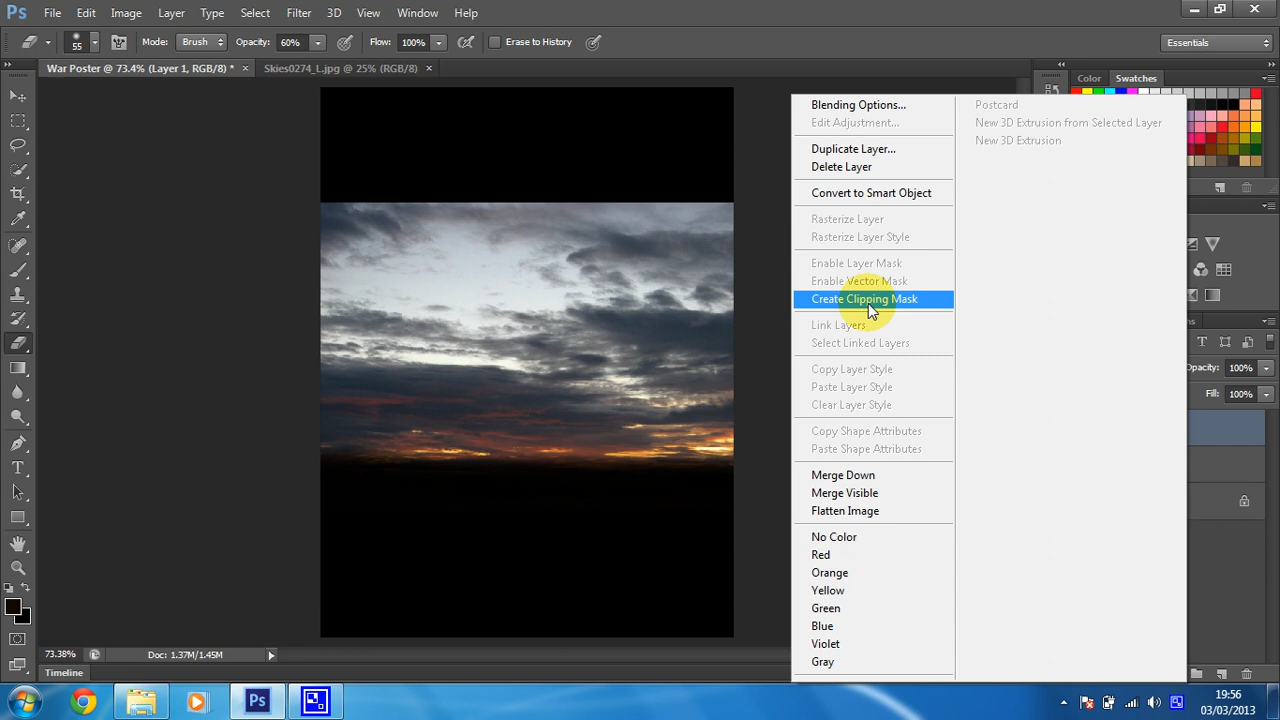 Ps File Edit Image Layer Type Select Filter 3D View Window Help
55 Mode: Brush Opacity: 60% Flow: 100% Erase to History Essentials
War Poster @ 73.4% (Layer 1, RGB/8) * × Skies0274_L.jpg @ 25% (RGB/8) ×
Color Swatches
Blending Options...
Edit Adjustment...
Duplicate Layer...
Delete Layer
Convert to Smart Object
Rasterize Layer
Rasterize Layer Style
Enable Layer Mask
Enable Vector Mask
Create Clipping Mask
Link Layers
Select Linked Layers
Copy Layer Style
Paste Layer Style
Clear Layer Style
Copy Shape Attributes
Paste Shape Attributes
Merge Down
Merge Visible
Flatten Image
No Color
Red
Orange
Yellow
Green
Blue
Violet
Gray
Postcard
New 3D Extrusion from Selected Layer
New 3D Extrusion
Opacity: 100%
Fill: 100%
73.38% Doc: 1.37M/1.45M
Timeline
Ps
19:56
03/03/2013